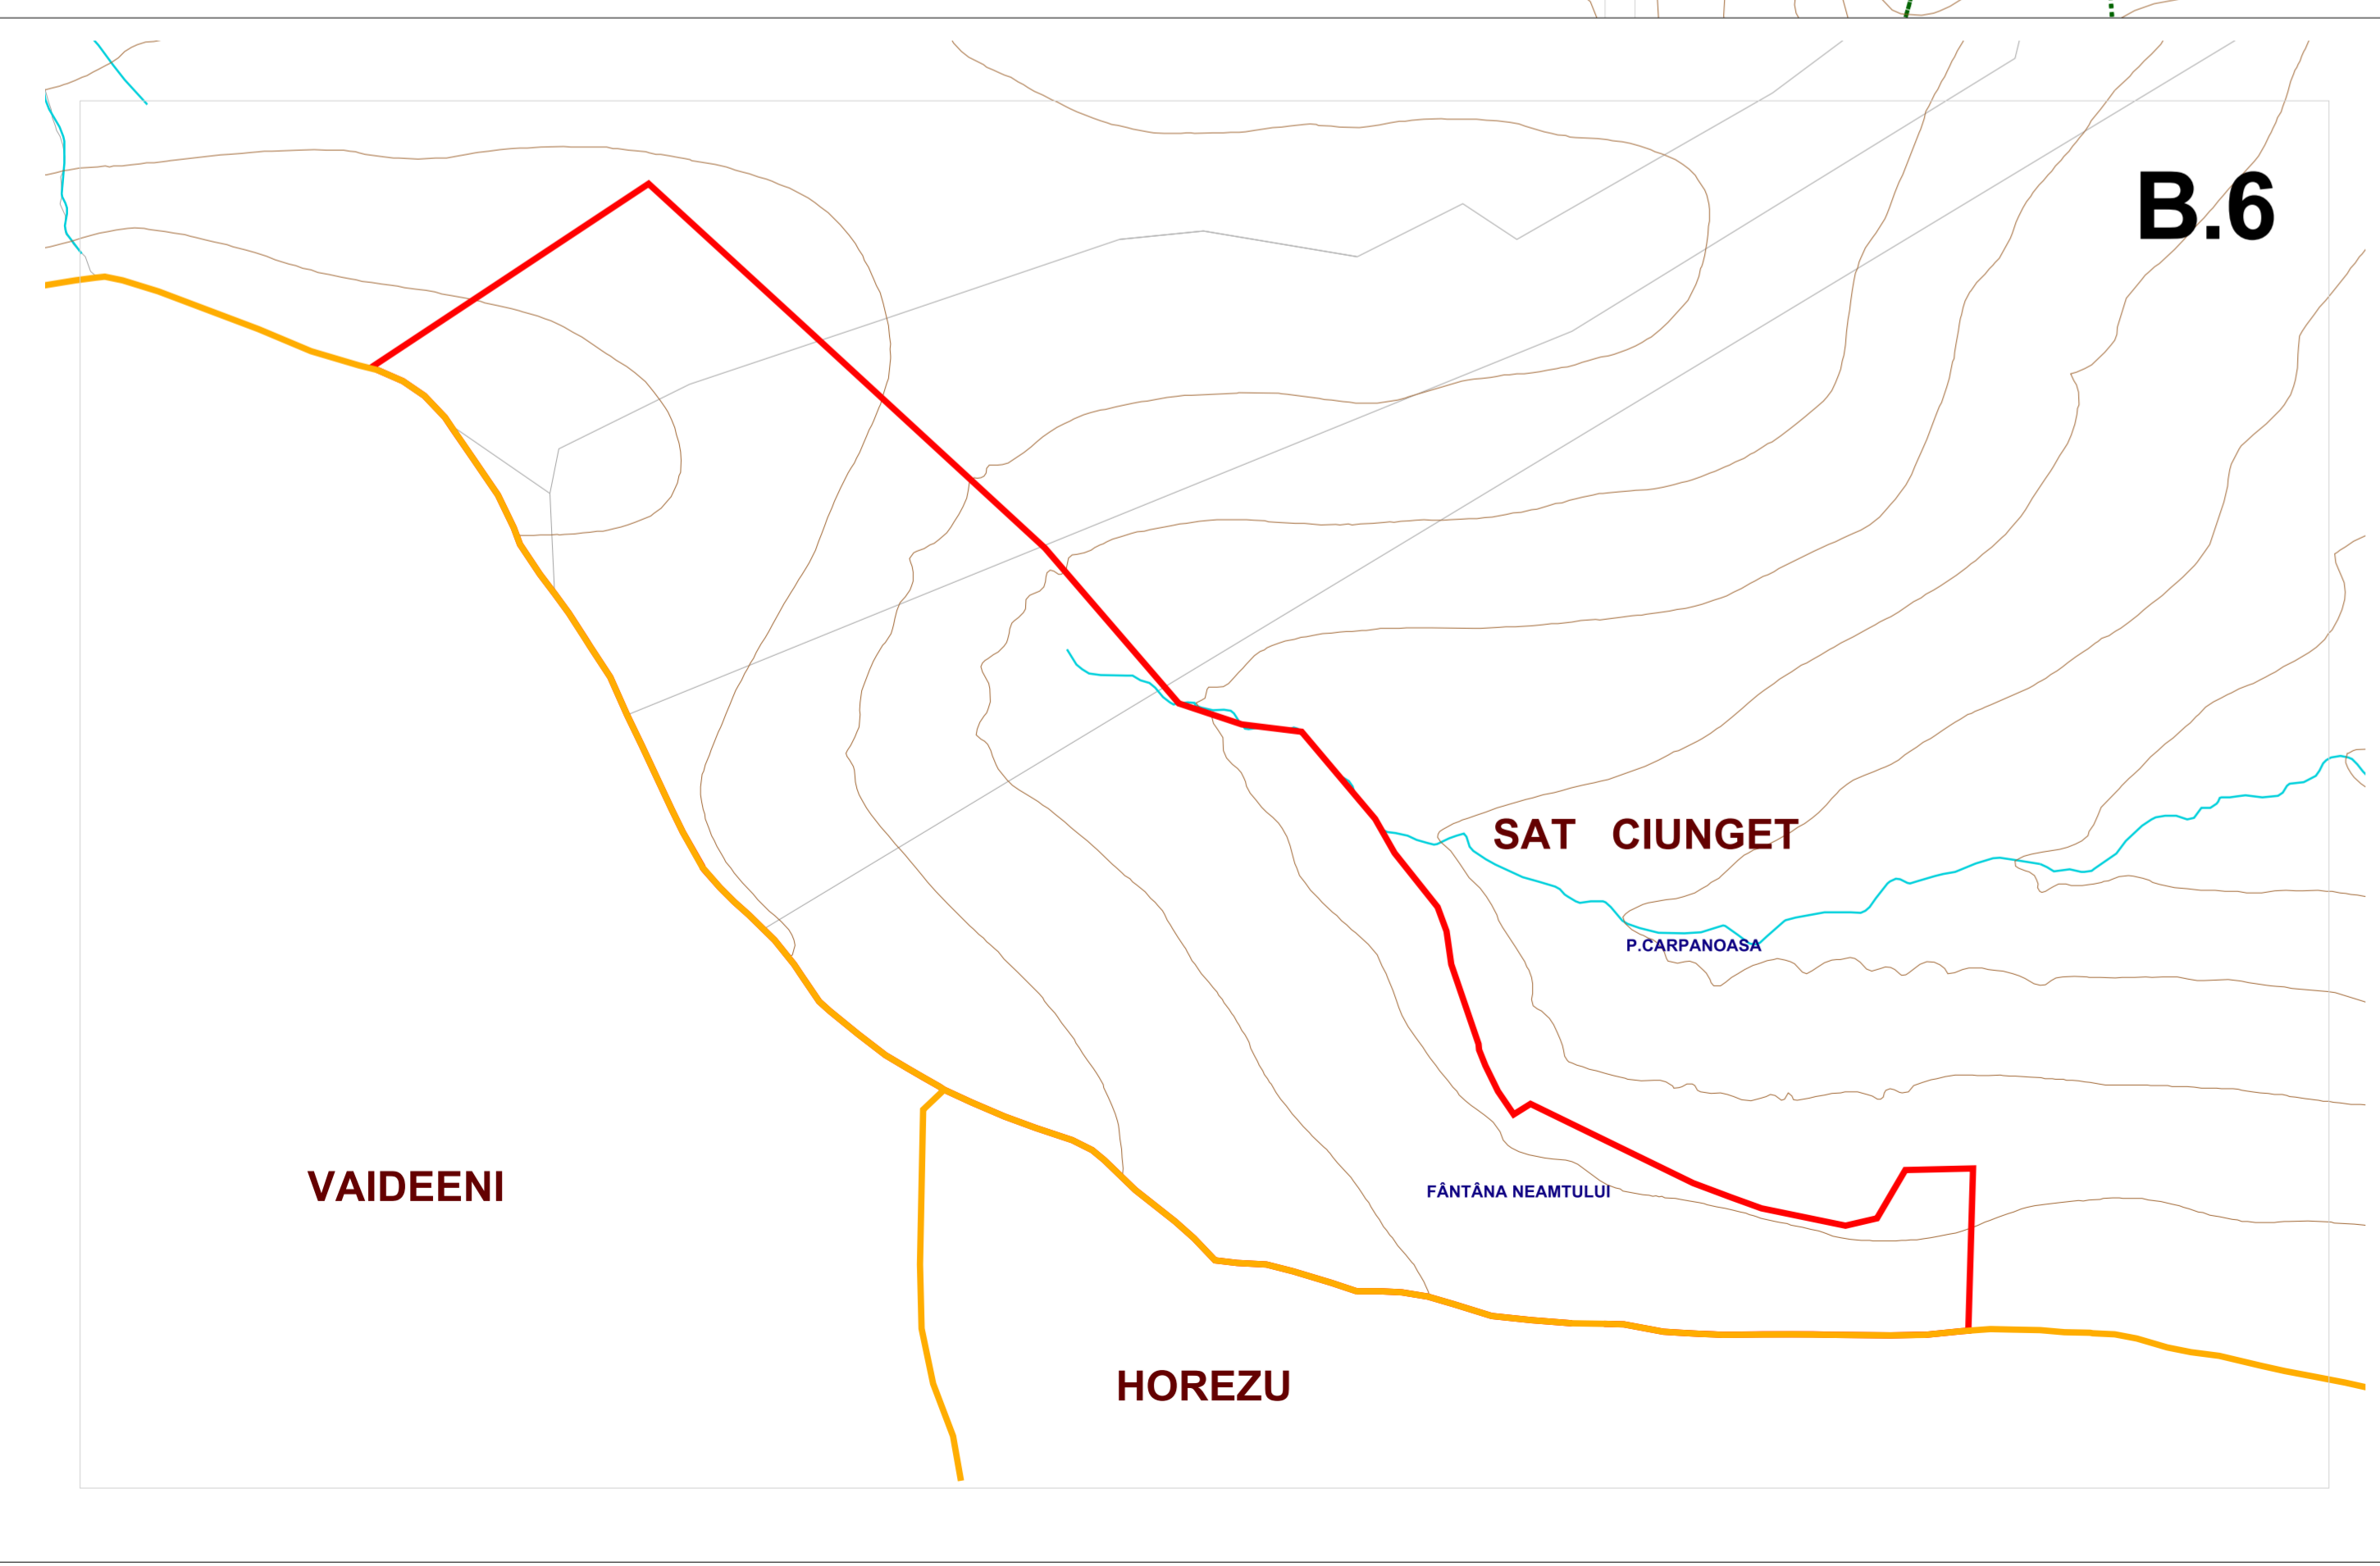 B.6
SAT CIUNGET
P.CARPANOASA
VAIDEENI
FÂNTÂNA NEAMTULUI
HOREZU